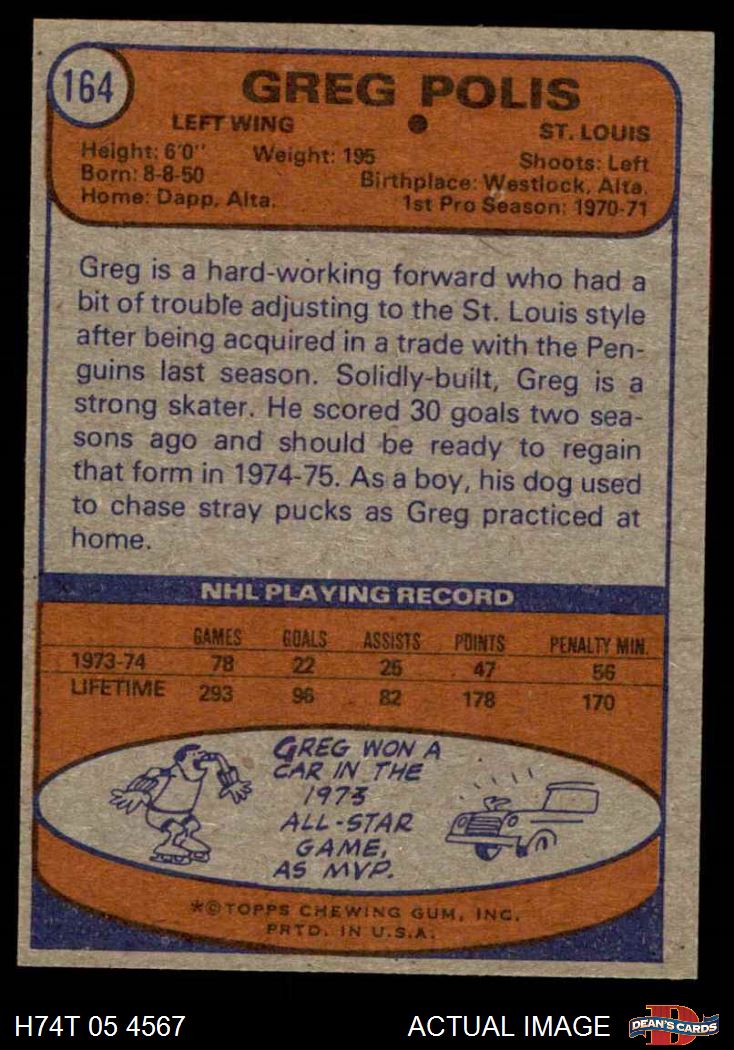 164
GREG POLIS
LEFT WING
ST. LOUIS
Height: 6'0" Weight: 195 Shoots: Left
Born: 8-8-50 Birthplace: Westlock, Alta.
Home: Dapp, Alta. 1st Pro Season: 1970-71
Greg is a hard-working forward who had a
bit of trouble adjusting to the St. Louis style
after being acquired in a trade with the Pen-
guins last season. Solidly-built, Greg is a
strong skater. He scored 30 goals two sea-
sons ago and should be ready to regain
that form in 1974-75. As a boy, his dog used
to chase stray pucks as Greg practiced at
home.
NHL PLAYING RECORD
GAMES GOALS ASSISTS POINTS PENALTY MIN.
1973-74 78 22 25 47 56
LIFETIME 293 96 82 178 170
GREG WON A
CAR IN THE
1973
ALL-STAR
GAME,
AS MVP.
*©TOPPS CHEWING GUM, INC.
PRTD. IN U.S.A.
H74T 05 4567 ACTUAL IMAGE
D
DEAN'S CARDS